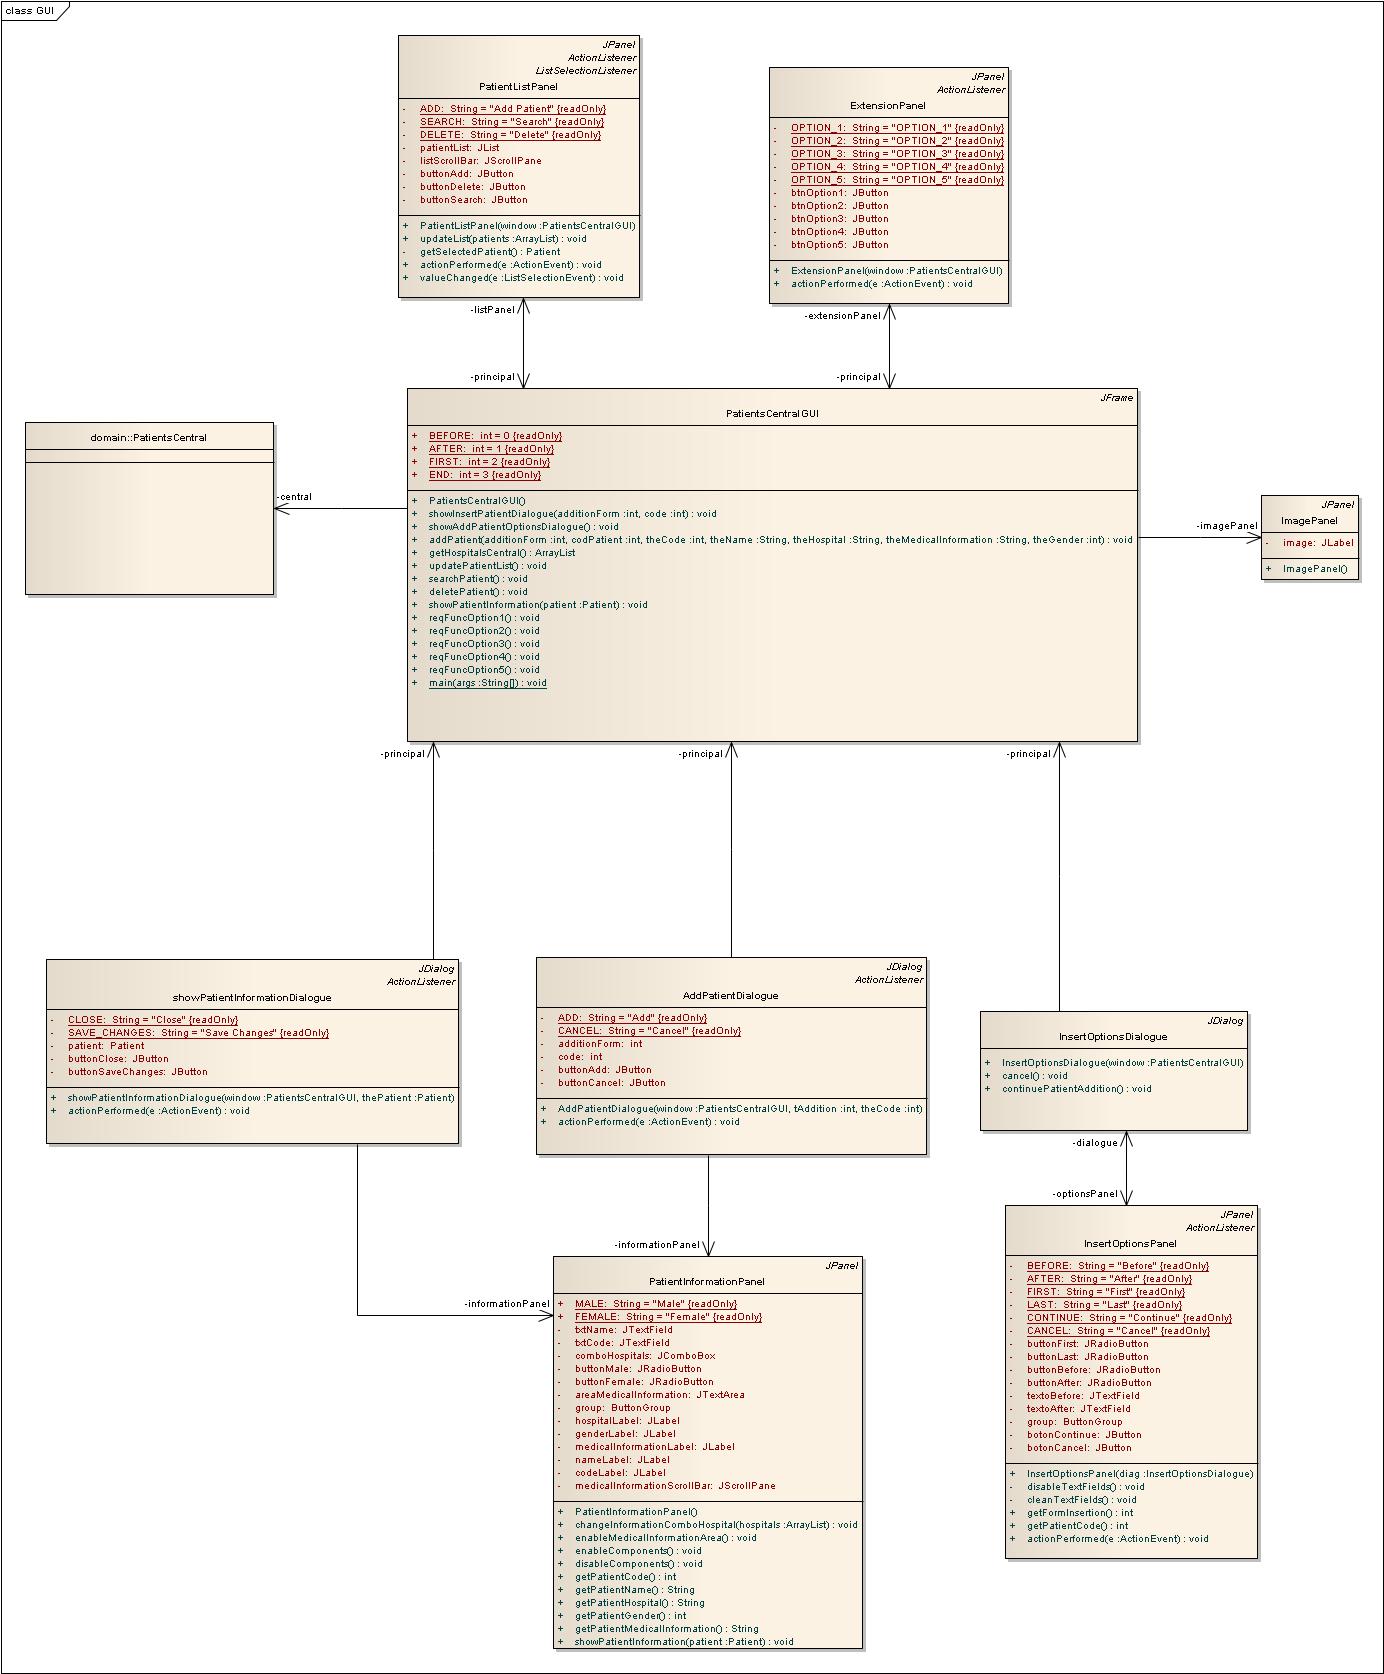 class GUI
JPanel
ActionListener
ListSelectionListener
PatientListPanel
- ADD: String = "Add Patient" {readOnly}
- SEARCH: String = "Search" {readOnly}
- DELETE: String = "Delete" {readOnly}
- patientList: JList
- listScrollBar: JScrollPane
- buttonAdd: JButton
- buttonDelete: JButton
- buttonSearch: JButton
+ PatientListPanel(window :PatientsCentralGUI)
+ updateList(patients :ArrayList) : void
- getSelectedPatient() : Patient
+ actionPerformed(e :ActionEvent) : void
+ valueChanged(e :ListSelectionEvent) : void
JPanel
ActionListener
ExtensionPanel
- OPTION_1: String = "OPTION_1" {readOnly}
- OPTION_2: String = "OPTION_2" {readOnly}
- OPTION_3: String = "OPTION_3" {readOnly}
- OPTION_4: String = "OPTION_4" {readOnly}
- OPTION_5: String = "OPTION_5" {readOnly}
- btnOption1: JButton
- btnOption2: JButton
- btnOption3: JButton
- btnOption4: JButton
- btnOption5: JButton
+ ExtensionPanel(window :PatientsCentralGUI)
+ actionPerformed(e :ActionEvent) : void
-listPanel
-extensionPanel
-principal
-principal
domain::PatientsCentral
-central
JFrame
PatientsCentralGUI
+ BEFORE: int = 0 {readOnly}
+ AFTER: int = 1 {readOnly}
+ FIRST: int = 2 {readOnly}
+ END: int = 3 {readOnly}
+ PatientsCentralGUI()
+ showInsertPatientDialogue(additionForm :int, code :int) : void
+ showAddPatientOptionsDialogue() : void
+ addPatient(additionForm :int, codPatient :int, theCode :int, theName :String, theHospital :String, theMedicalInformation :String, theGender :int) : void
+ getHospitalsCentral() : ArrayList
+ updatePatientList() : void
+ searchPatient() : void
+ deletePatient() : void
+ showPatientInformation(patient :Patient) : void
+ reqFuncOption1() : void
+ reqFuncOption2() : void
+ reqFuncOption3() : void
+ reqFuncOption4() : void
+ reqFuncOption5() : void
+ main(args :String[]) : void
-imagePanel
JPanel
ImagePanel
- image: JLabel
+ ImagePanel()
-principal
-principal
-principal
JDialog
ActionListener
showPatientInformationDialogue
- CLOSE: String = "Close" {readOnly}
- SAVE_CHANGES: String = "Save Changes" {readOnly}
- patient: Patient
- buttonClose: JButton
- buttonSaveChanges: JButton
+ showPatientInformationDialogue(window :PatientsCentralGUI, thePatient :Patient)
+ actionPerformed(e :ActionEvent) : void
JDialog
ActionListener
AddPatientDialogue
- ADD: String = "Add" {readOnly}
- CANCEL: String = "Cancel" {readOnly}
- additionForm: int
- code: int
- buttonAdd: JButton
- buttonCancel: JButton
+ AddPatientDialogue(window :PatientsCentralGUI, tAddition :int, theCode :int)
+ actionPerformed(e :ActionEvent) : void
JDialog
InsertOptionsDialogue
+ InsertOptionsDialogue(window :PatientsCentralGUI)
+ cancel() : void
+ continuePatientAddition() : void
-dialogue
-optionsPanel
JPanel
ActionListener
InsertOptionsPanel
- BEFORE: String = "Before" {readOnly}
- AFTER: String = "After" {readOnly}
- FIRST: String = "First" {readOnly}
- LAST: String = "Last" {readOnly}
- CONTINUE: String = "Continue" {readOnly}
- CANCEL: String = "Cancel" {readOnly}
- buttonFirst: JRadioButton
- buttonLast: JRadioButton
- buttonBefore: JRadioButton
- buttonAfter: JRadioButton
- textoBefore: JTextField
- textoAfter: JTextField
- group: ButtonGroup
- botonContinue: JButton
- botonCancel: JButton
+ InsertOptionsPanel(diag :InsertOptionsDialogue)
- disableTextFields() : void
- cleanTextFields() : void
+ getFormInsertion() : int
+ getPatientCode() : int
+ actionPerformed(e :ActionEvent) : void
-informationPanel
-informationPanel
JPanel
PatientInformationPanel
+ MALE: String = "Male" {readOnly}
+ FEMALE: String = "Female" {readOnly}
- txtName: JTextField
- txtCode: JTextField
- comboHospitals: JComboBox
- buttonMale: JRadioButton
- buttonFemale: JRadioButton
- areaMedicalInformation: JTextArea
- group: ButtonGroup
- hospitalLabel: JLabel
- genderLabel: JLabel
- medicalInformationLabel: JLabel
- nameLabel: JLabel
- codeLabel: JLabel
- medicalInformationScrollBar: JScrollPane
+ PatientInformationPanel()
+ changeInformationComboHospital(hospitals :ArrayList) : void
+ enableMedicalInformationArea() : void
+ enableComponents() : void
+ disableComponents() : void
+ getPatientCode() : int
+ getPatientName() : String
+ getPatientHospital() : String
+ getPatientGender() : int
+ getPatientMedicalInformation() : String
+ showPatientInformation(patient :Patient) : void